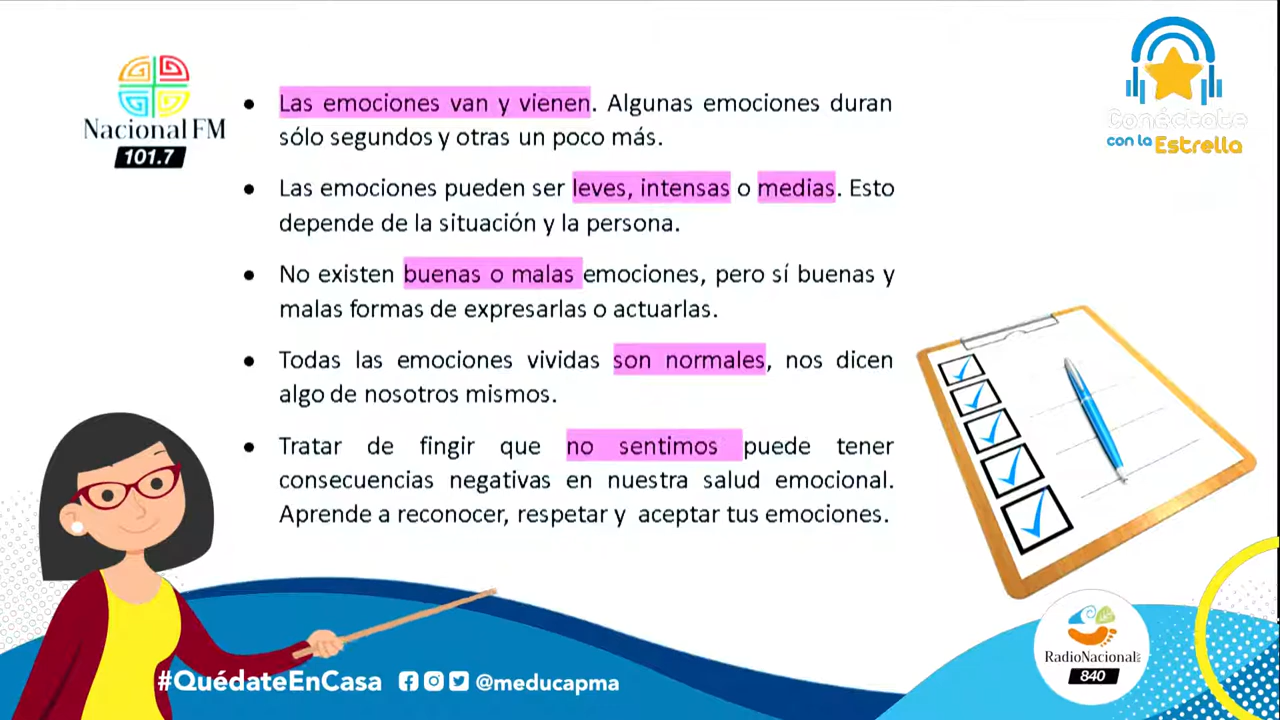 Nacional FM
101.7
Conéctate
con la Estrella
• Las emociones van y vienen. Algunas emociones duran
sólo segundos y otras un poco más.
• Las emociones pueden ser leves, intensas o medias. Esto
depende de la situación y la persona.
• No existen buenas o malas emociones, pero sí buenas y
malas formas de expresarlas o actuarlas.
• Todas las emociones vividas son normales, nos dicen
algo de nosotros mismos.
• Tratar de fingir que no sentimos puede tener
consecuencias negativas en nuestra salud emocional.
Aprende a reconocer, respetar y aceptar tus emociones.
RadioNacional
840
#QuédateEnCasa @meducapma